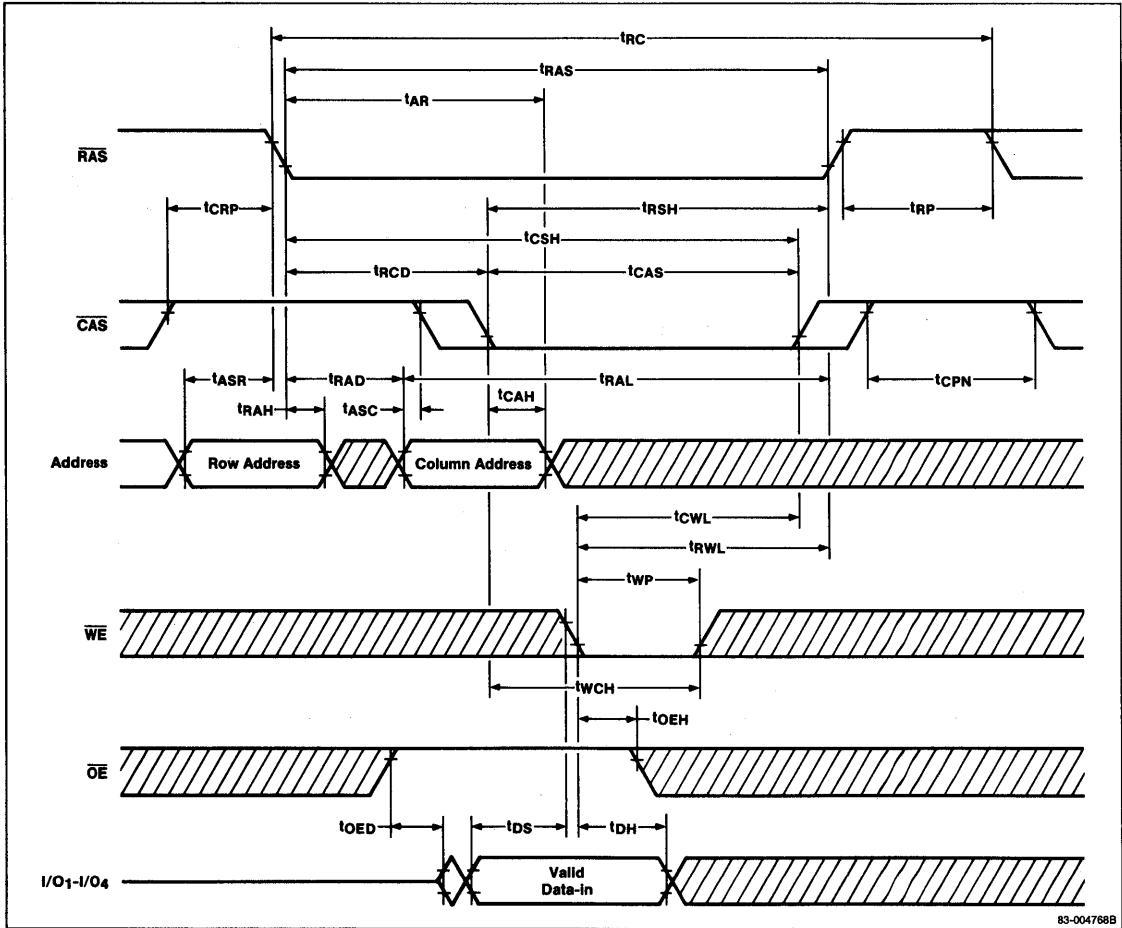 tRC
tRAS
tAR
RAS
tCRP
tRSH
tRP
tCSH
tRCD
tCAS
CAS
tASR
tRAD
tRAL
tCPN
tRAH
tASC
tCAH
Address
Row Address
Column Address
tCWL
tRWL
tWP
WE
tWCH
tOEH
OE
tOED
tDS
tDH
I/O1-I/O4
Valid
Data-in
83-004768B